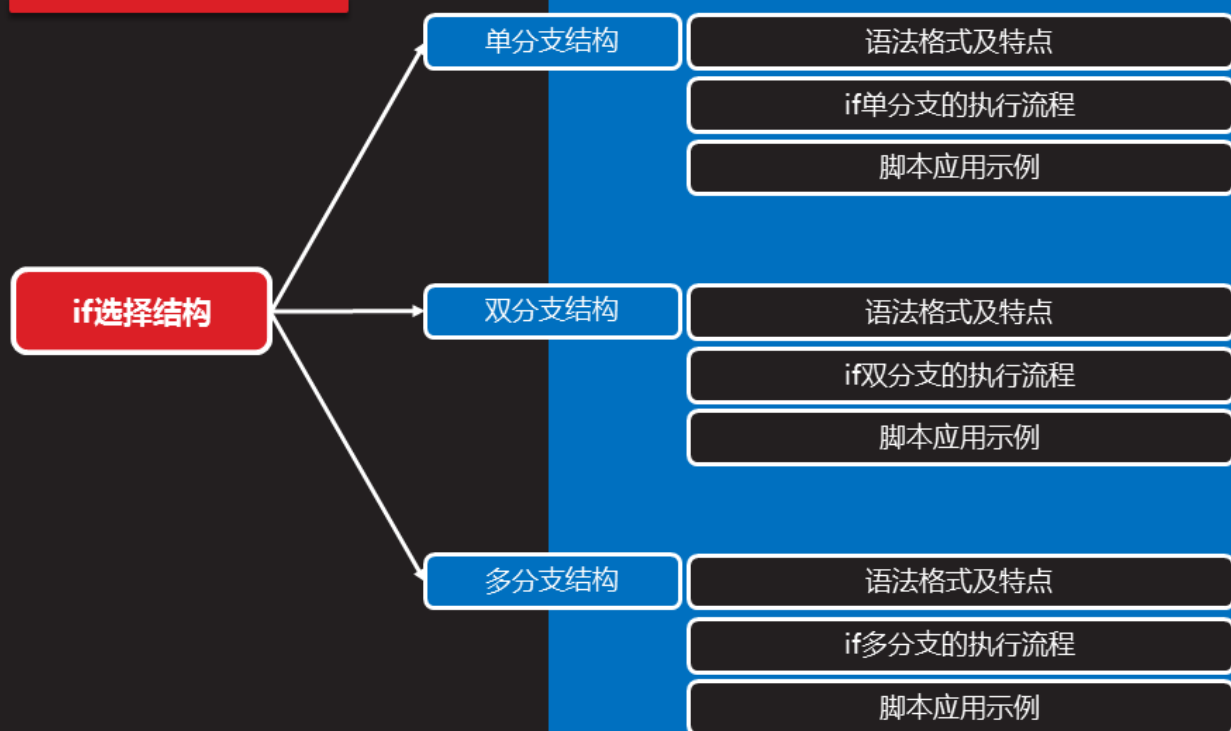 单分支结构
语法格式及特点
if单分支的执行流程
脚本应用示例
if选择结构
双分支结构
语法格式及特点
if双分支的执行流程
脚本应用示例
多分支结构
语法格式及特点
if多分支的执行流程
脚本应用示例